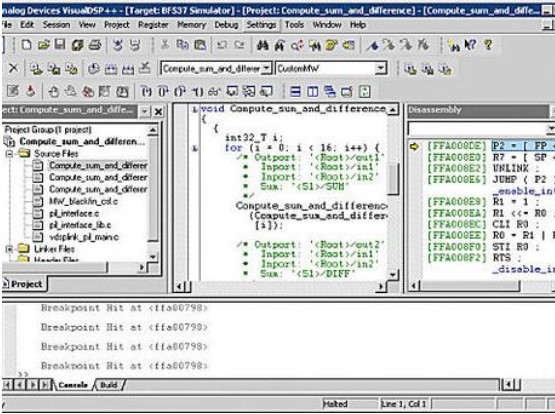 nalog Devices VisualDSP++ - [Target: BF537 Simulator] - [Project: Compute_sum_and_difference] - [Compute_sum_and_diffe...
File Edit Session View Project Register Memory Debug Settings Tools Window Help
Compute_sum_and_differer CustomMW
ect: Compute_sum_and_diffe...
Project Group (1 project)
Compute_sum_and_differen...
Source Files
Compute_sum_and_differer
Compute_sum_and_differer
Compute_sum_and_differer
MW_blackfin_csl.c
pil_interface.c
pil_interface_lib.c
vdsplink_pil_main.c
Linker Files
Header Files
Project
void Compute_sum_and_difference_
{
int32_T i;
for (i = 0; i < 16; i++) {
/* Outport: '<Root>/out1'
* Inport: '<Root>/in1'
* Inport: '<Root>/in2'
* Sum: '<S1>/SUM'
*/
Compute_sum_and_differenc
(Compute_sum_and_differ
[i]);
/* Outport: '<Root>/out2'
* Inport: '<Root>/in1'
* Inport: '<Root>/in2'
* Sum: '<S1>/DIFF'
Disassembly
[FFA008DE] P2 = [ FP +
[FFA008E0] R7 = [ SP +
[FFA008E2] UNLINK ;
[FFA008E6] JUMP ( P2 )
_enable_int
[FFA008E8] R1 = 1 ;
[FFA008EA] R1 <<= R0
[FFA008EC] CLI R0 ;
[FFA008EE] R0 = R1 | R
[FFA008F0] STI R0 ;
[FFA008F2] RTS ;
_disable_in
Breakpoint Hit at <ffa00798>
Breakpoint Hit at <ffa00798>
Breakpoint Hit at <ffa00798>
Breakpoint Hit at <ffa00798>
>>
Console Build
Halted Line 1, Col 1